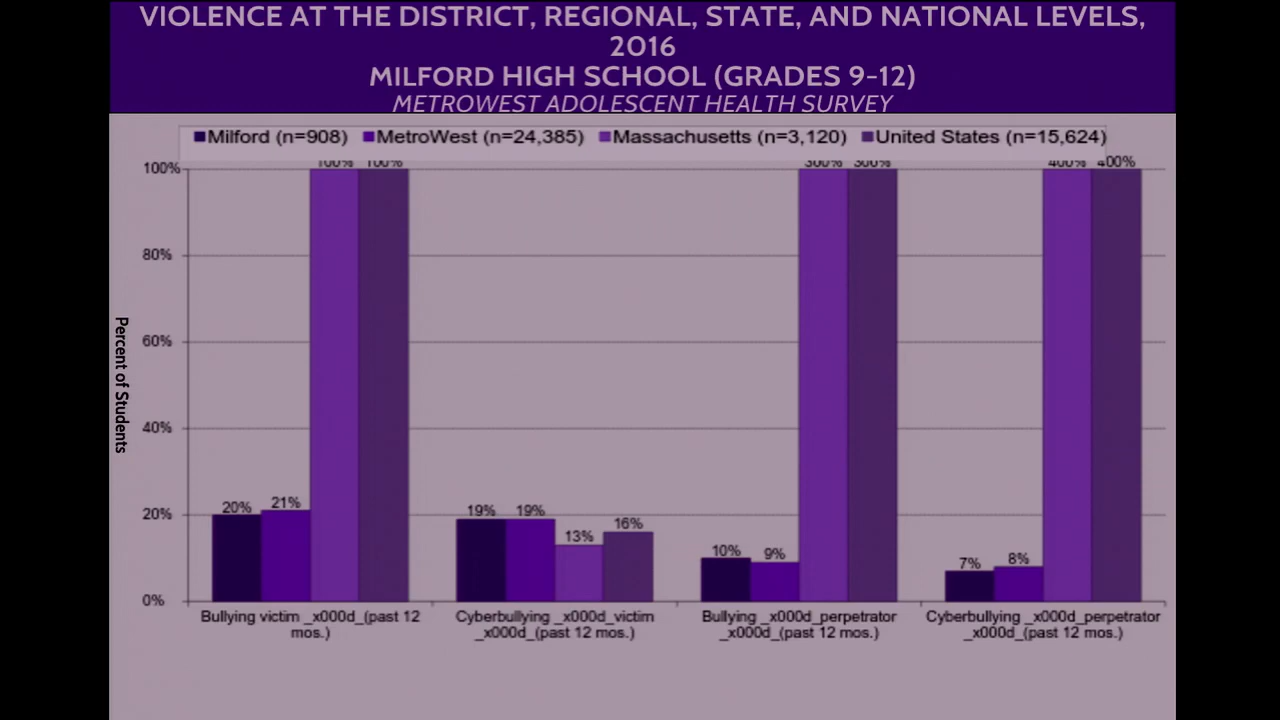 VIOLENCE AT THE DISTRICT, REGIONAL, STATE, AND NATIONAL LEVELS,
2016
MILFORD HIGH SCHOOL (GRADES 9-12)
METROWEST ADOLESCENT HEALTH SURVEY
Milford (n=908) MetroWest (n=24,385) Massachusetts (n=3,120) United States (n=15,624)
100% 100% 300% 300% 400% 400%
100%
80%
60%
40%
20%
0%
Percent of Students
20% 21%
19% 19% 13% 16%
10% 9%
7% 8%
Bullying victim _x000d_(past 12
mos.)
Cyberbullying _x000d_victim
_x000d_(past 12 mos.)
Bullying _x000d_perpetrator
_x000d_(past 12 mos.)
Cyberbullying _x000d_perpetrator
_x000d_(past 12 mos.)